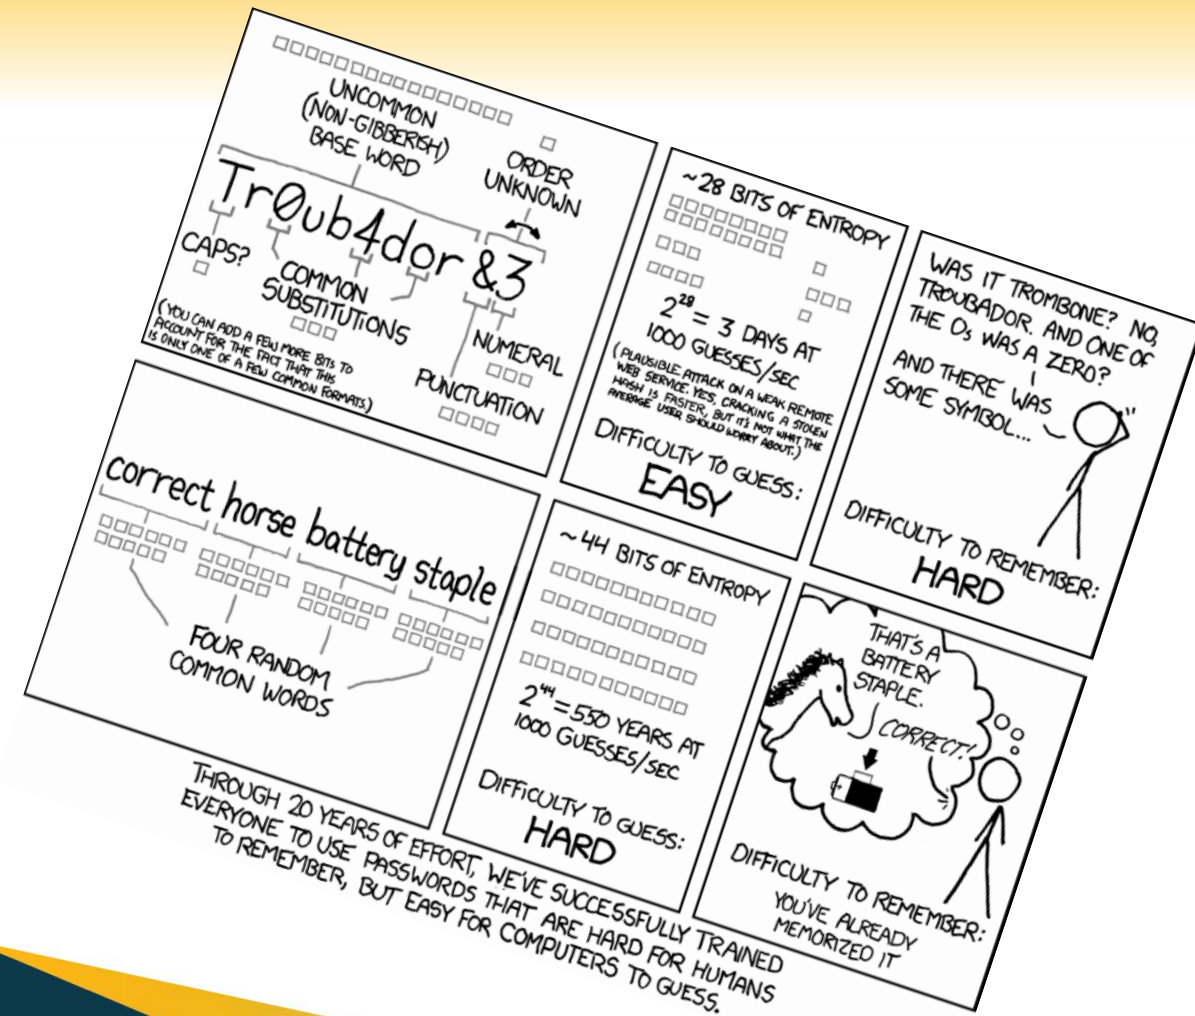 UNCOMMON
(NON-GIBBERISH)
BASE WORD
ORDER
UNKNOWN
Tr0ub4dor &3
CAPS?
COMMON
SUBSTITUTIONS
NUMERAL
PUNCTUATION
(YOU CAN ADD A FEW MORE BITS TO
ACCOUNT FOR THE FACT THAT THIS
IS ONLY ONE OF A FEW COMMON FORMATS.)
~28 BITS OF ENTROPY
2^28 = 3 DAYS AT
1000 GUESSES/SEC
(PLAUSIBLE ATTACK ON A WEAK REMOTE
WEB SERVICE. YES, CRACKING A STOLEN
HASH IS FASTER, BUT IT'S NOT WHAT THE
AVERAGE USER SHOULD WORRY ABOUT.)
DIFFICULTY TO GUESS:
EASY
WAS IT TROMBONE? NO,
TROUBADOR. AND ONE OF
THE Os WAS A ZERO?
AND THERE WAS
SOME SYMBOL...
DIFFICULTY TO REMEMBER:
HARD
correct horse battery staple
FOUR RANDOM
COMMON WORDS
~44 BITS OF ENTROPY
2^44 = 550 YEARS AT
1000 GUESSES/SEC
DIFFICULTY TO GUESS:
HARD
THAT'S A
BATTERY
STAPLE.
CORRECT!
DIFFICULTY TO REMEMBER:
YOU'VE ALREADY
MEMORIZED IT
THROUGH 20 YEARS OF EFFORT, WE'VE SUCCESSFULLY TRAINED
EVERYONE TO USE PASSWORDS THAT ARE HARD FOR HUMANS
TO REMEMBER, BUT EASY FOR COMPUTERS TO GUESS.